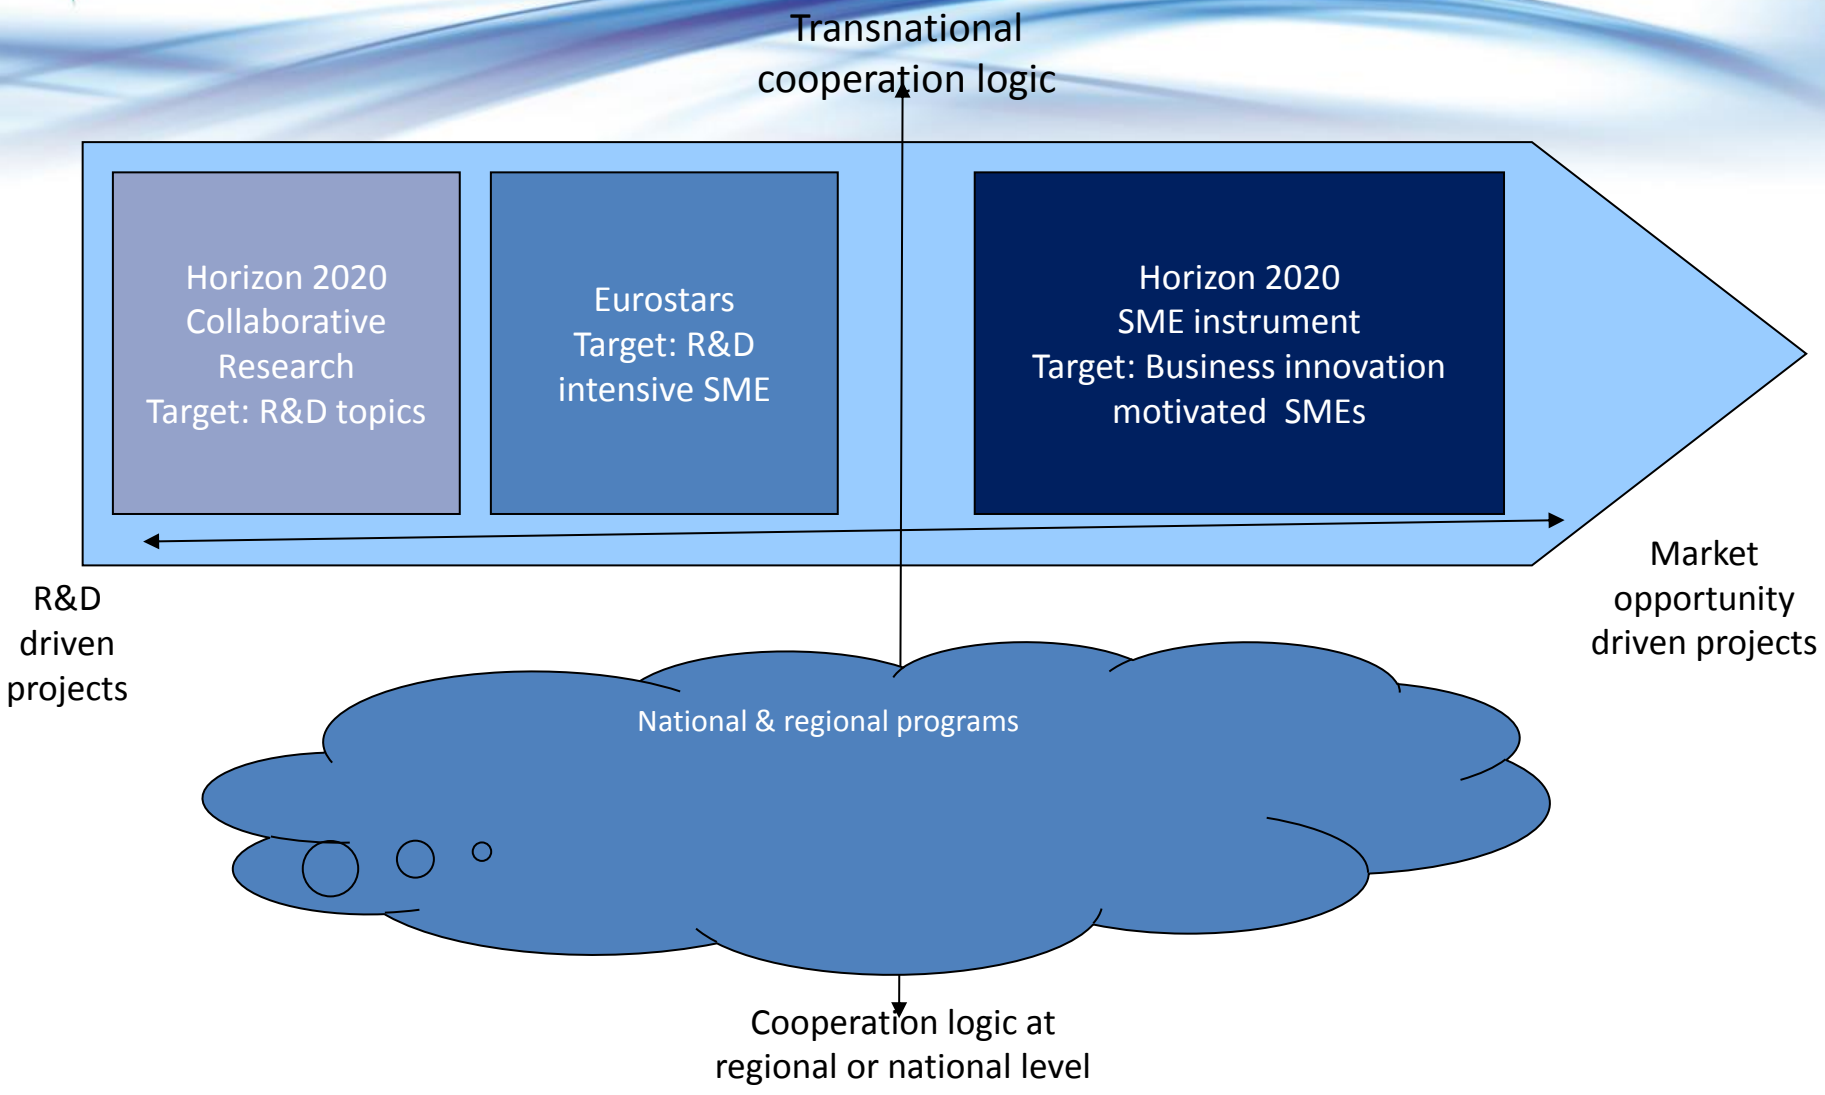 Transnational
cooperation logic
Horizon 2020
Collaborative
Research
Target: R&D topics
Eurostars
Target: R&D
intensive SME
Horizon 2020
SME instrument
Target: Business innovation
motivated  SMEs
R&D
driven
projects
Market
opportunity
driven projects
National & regional programs
Cooperation logic at
regional or national level